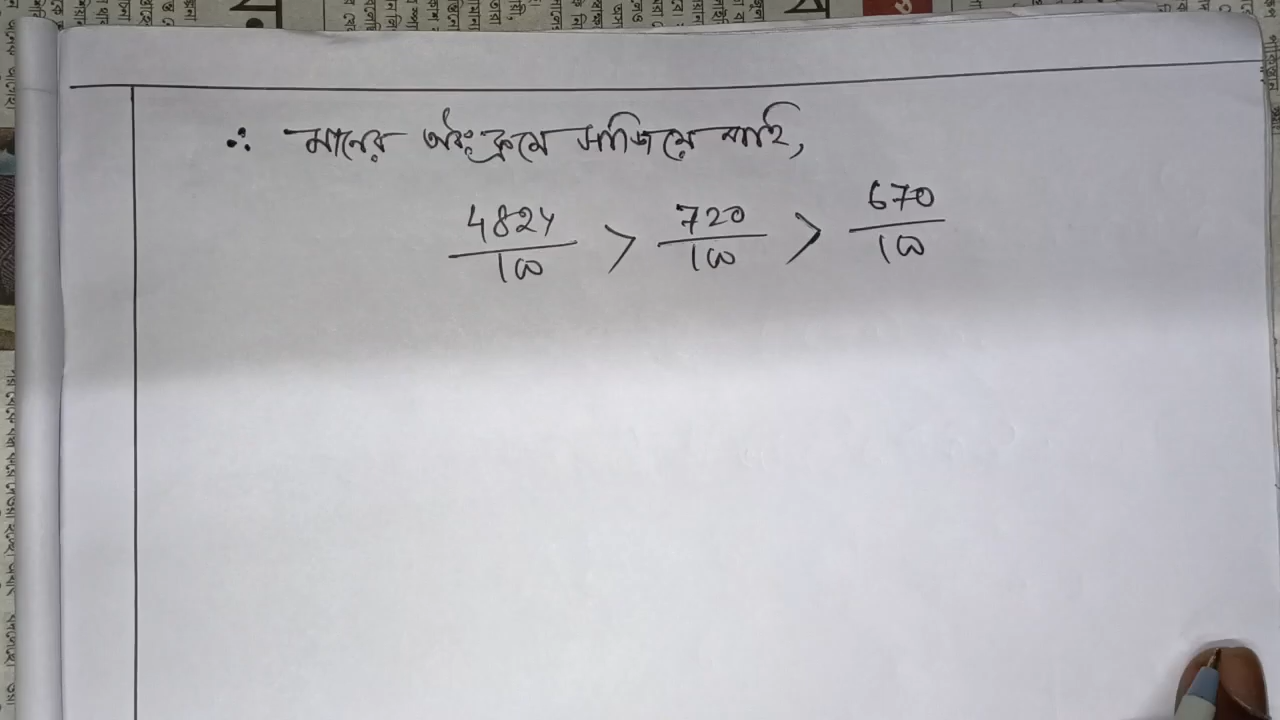 ∴ মানের অধঃক্রমে সাজিয়ে পাই,
4824/100 > 720/100 > 670/100